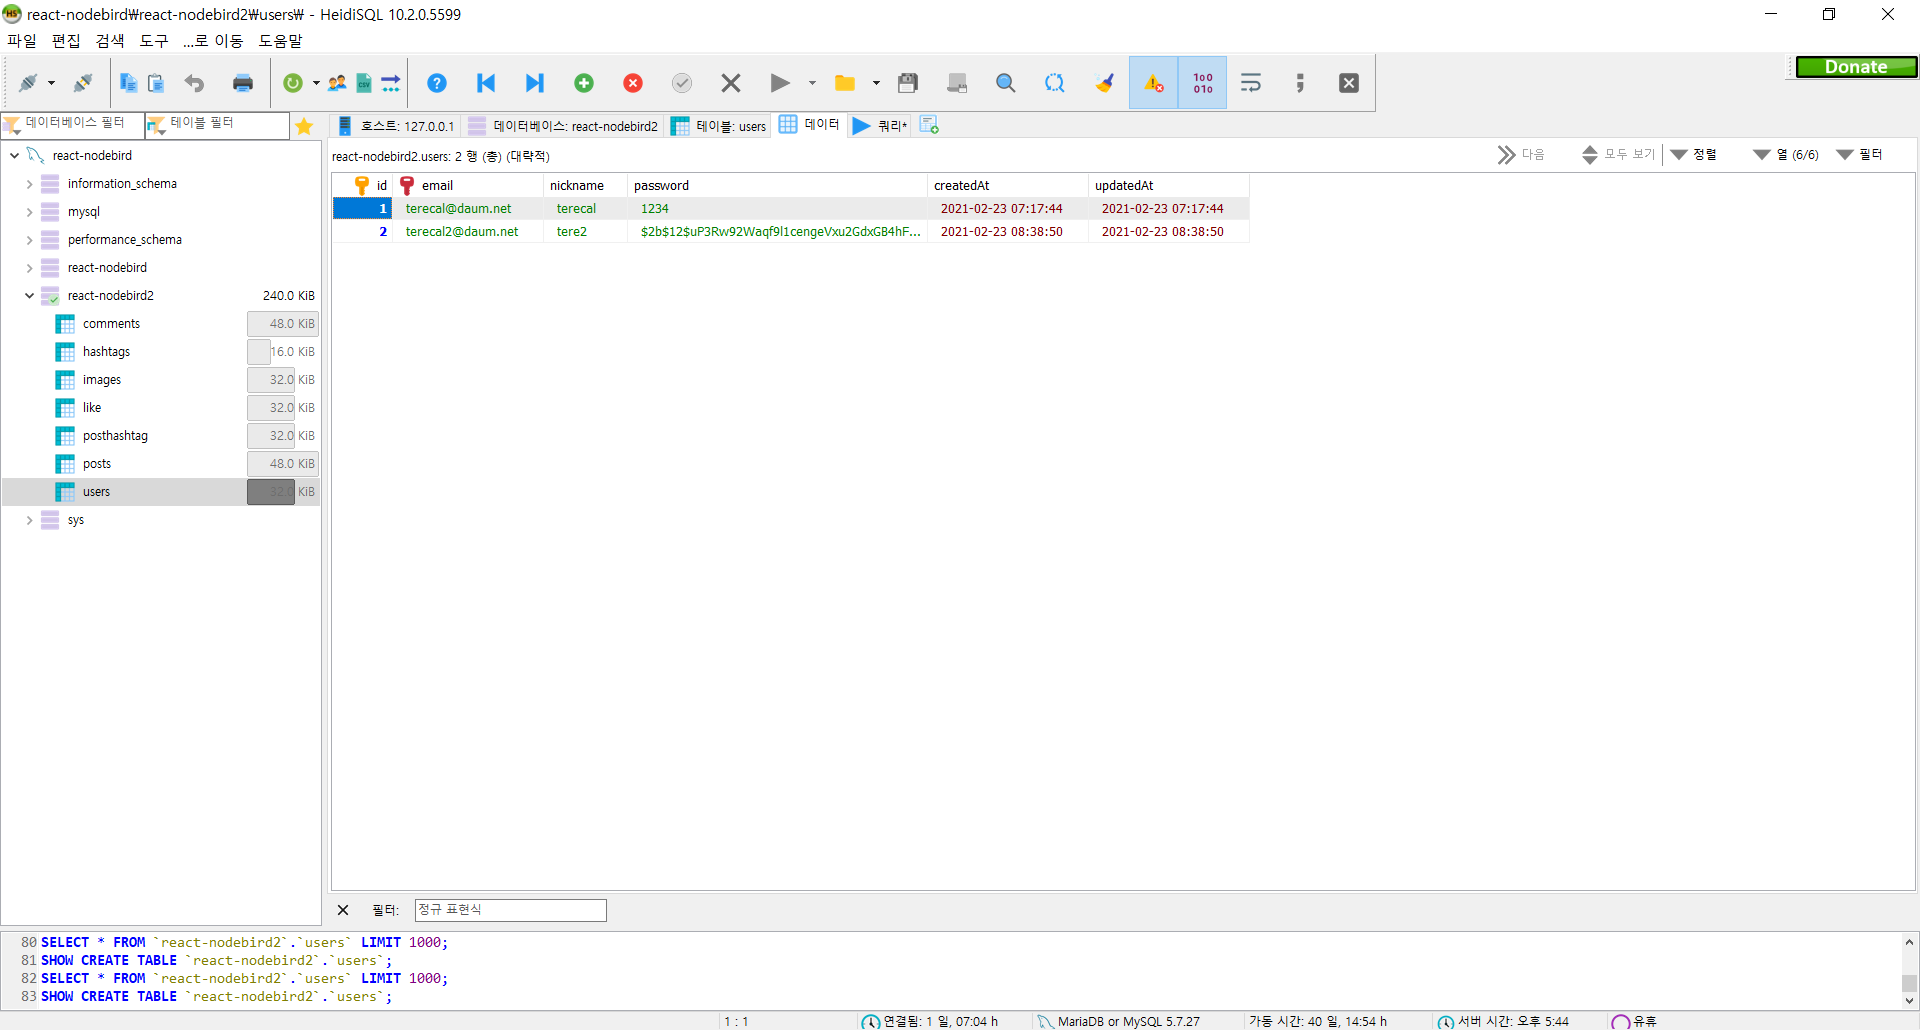 react-nodebird₩react-nodebird2₩users₩ - HeidiSQL 10.2.0.5599
파일 편집 검색 도구 ...로 이동 도움말
Donate
데이터베이스 필터 테이블 필터
호스트: 127.0.0.1 데이터베이스: react-nodebird2 테이블: users 데이터 쿼리*
react-nodebird
information_schema
mysql
performance_schema
react-nodebird
react-nodebird2 240.0 KiB
comments 48.0 KiB
hashtags 16.0 KiB
images 32.0 KiB
like 32.0 KiB
posthashtag 32.0 KiB
posts 48.0 KiB
users 32.0 KiB
sys
react-nodebird2.users: 2 행 (총) (대략적) 다음 모두 보기 정렬 열 (6/6) 필터
id email nickname password createdAt updatedAt
1 terecal@daum.net terecal 1234 2021-02-23 07:17:44 2021-02-23 07:17:44
2 terecal2@daum.net tere2 $2b$12$uP3Rw92Waqf9l1cengeVxu2GdxGB4hF... 2021-02-23 08:38:50 2021-02-23 08:38:50
필터: 정규 표현식
80 SELECT * FROM `react-nodebird2`.`users` LIMIT 1000;
81 SHOW CREATE TABLE `react-nodebird2`.`users`;
82 SELECT * FROM `react-nodebird2`.`users` LIMIT 1000;
83 SHOW CREATE TABLE `react-nodebird2`.`users`;
1 : 1 연결됨: 1 일, 07:04 h MariaDB or MySQL 5.7.27 가동 시간: 40 일, 14:54 h 서버 시간: 오후 5:44 유휴